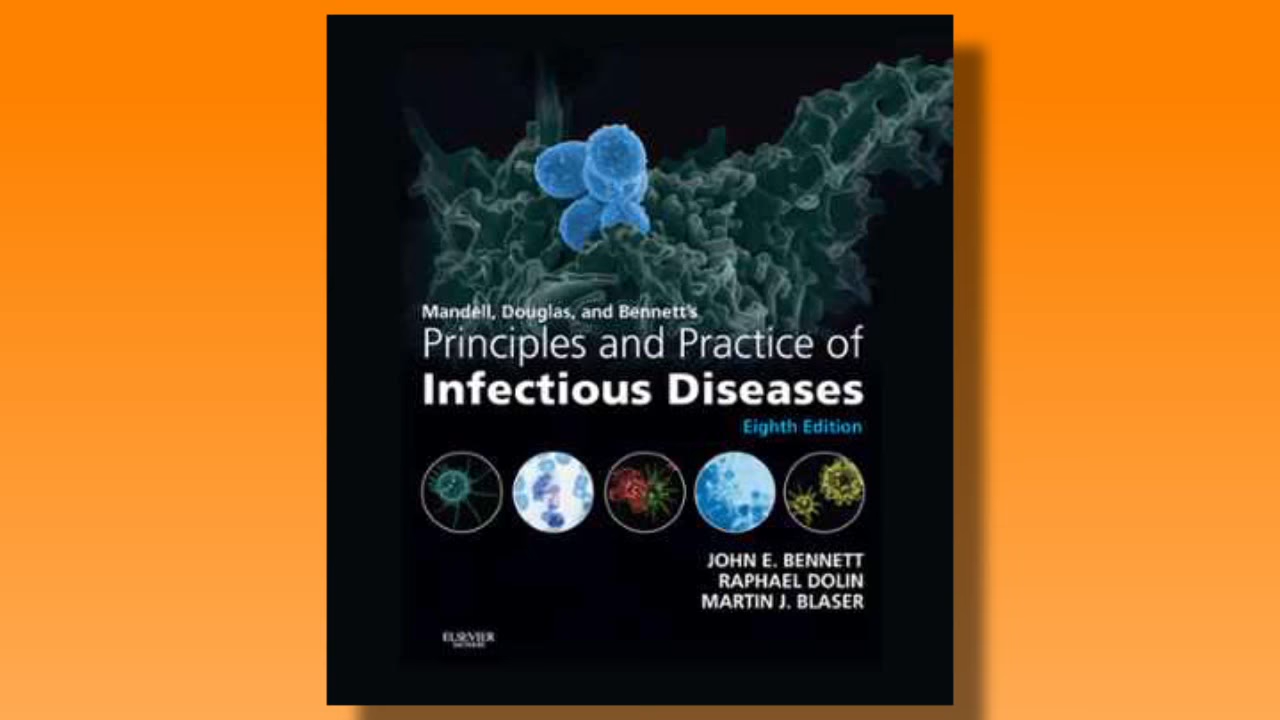 Mandell, Douglas, and Bennett's
Principles and Practice of
Infectious Diseases
Eighth Edition
JOHN E. BENNETT
RAPHAEL DOLIN
MARTIN J. BLASER
ELSEVIER